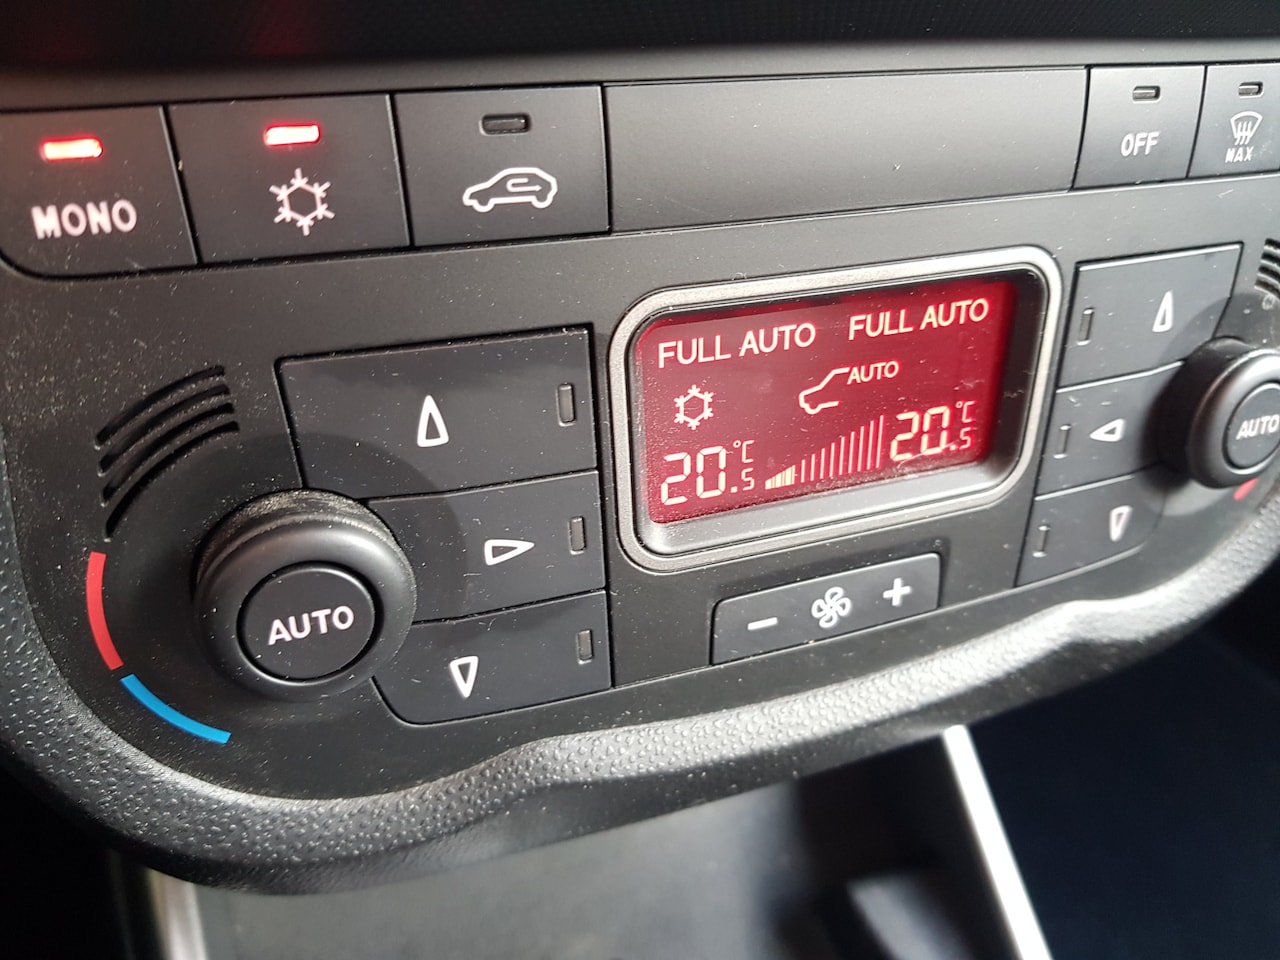 MONO
OFF
MAX
FULL AUTO FULL AUTO
AUTO
20.5°C 20.5°C
AUTO
AUTO
- +